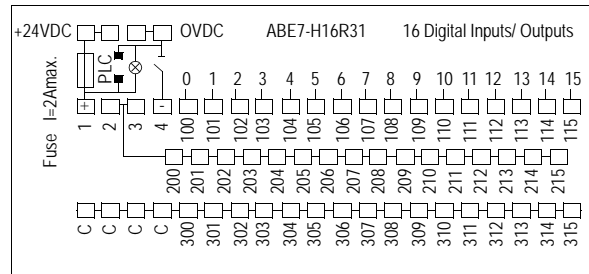 +24VDC 0VDC ABE7-H16R31 16 Digital Inputs/ Outputs
PLC
Fuse I=2Amax.
0 1 2 3 4 5 6 7 8 9 10 11 12 13 14 15
+ -
1 2 3 4 100 101 102 103 104 105 106 107 108 109 110 111 112 113 114 115
200 201 202 203 204 205 206 207 208 209 210 211 212 213 214 215
C C C C 300 301 302 303 304 305 306 307 308 309 310 311 312 313 314 315